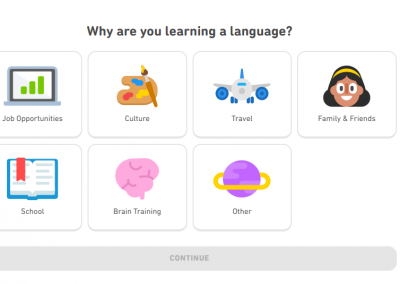 Why are you learning a language?
Job Opportunities
Culture
Travel
Family & Friends
School
Brain Training
Other
CONTINUE